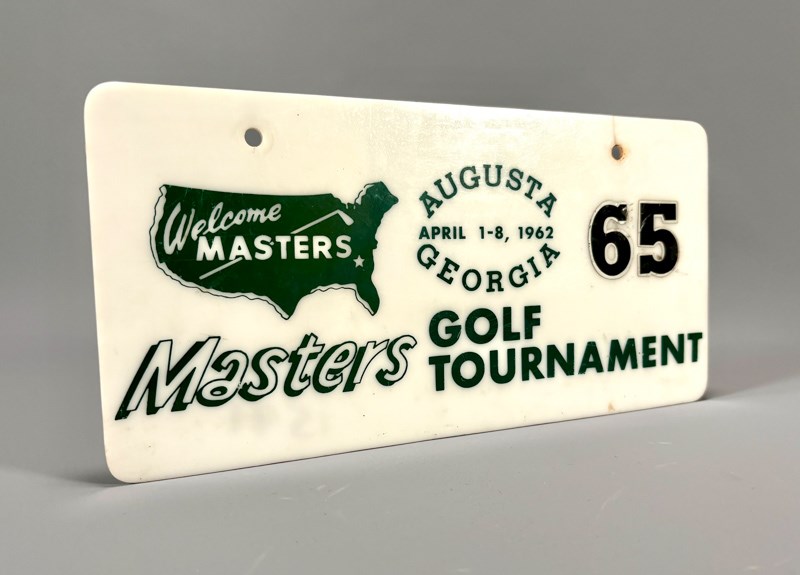 Welcome
MASTERS
AUGUSTA
APRIL 1-8, 1962
GEORGIA
65
Masters
GOLF
TOURNAMENT